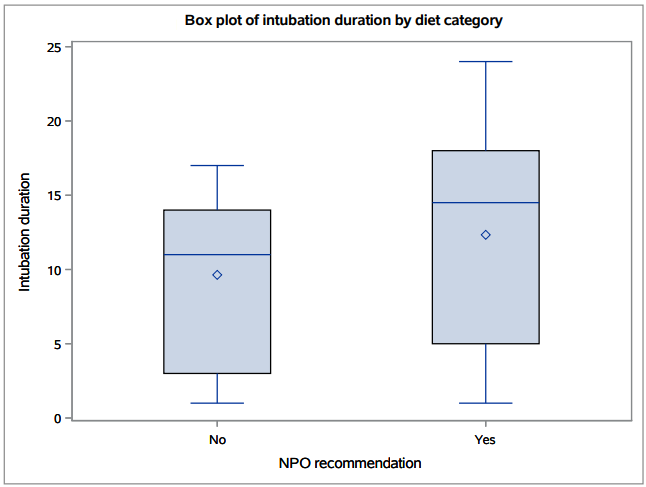 Box plot of intubation duration by diet category
25
20
15
10
5
0
Intubation duration
No
Yes
NPO recommendation